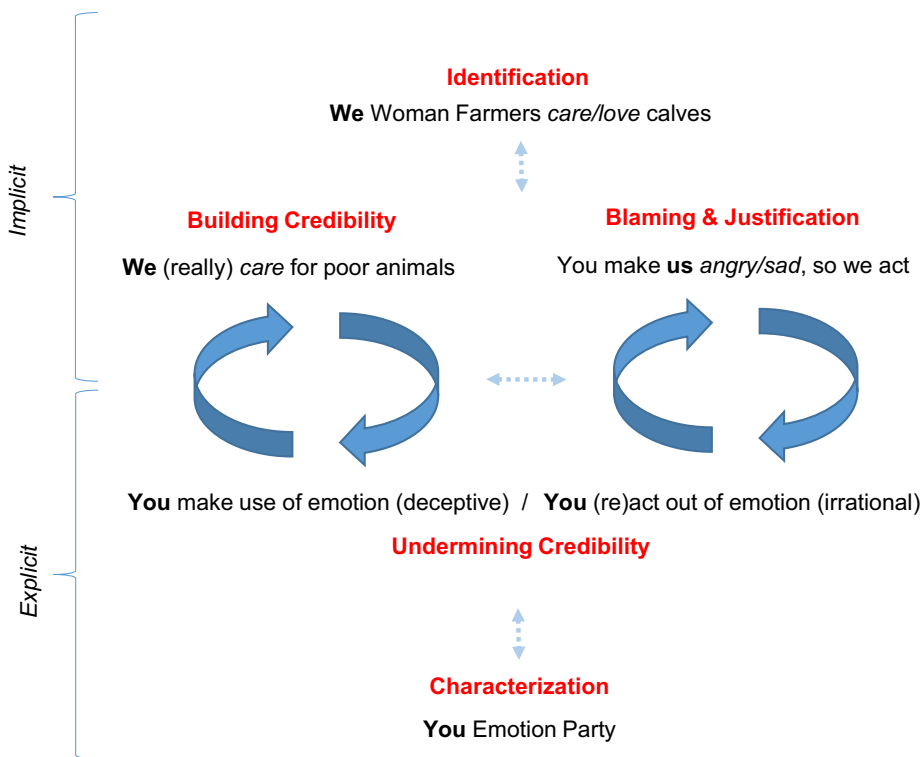 Identification
We Woman Farmers care/love calves
Implicit
Building Credibility
We (really) care for poor animals
Blaming & Justification
You make us angry/sad, so we act
You make use of emotion (deceptive) / You (re)act out of emotion (irrational)
Undermining Credibility
Explicit
Characterization
You Emotion Party